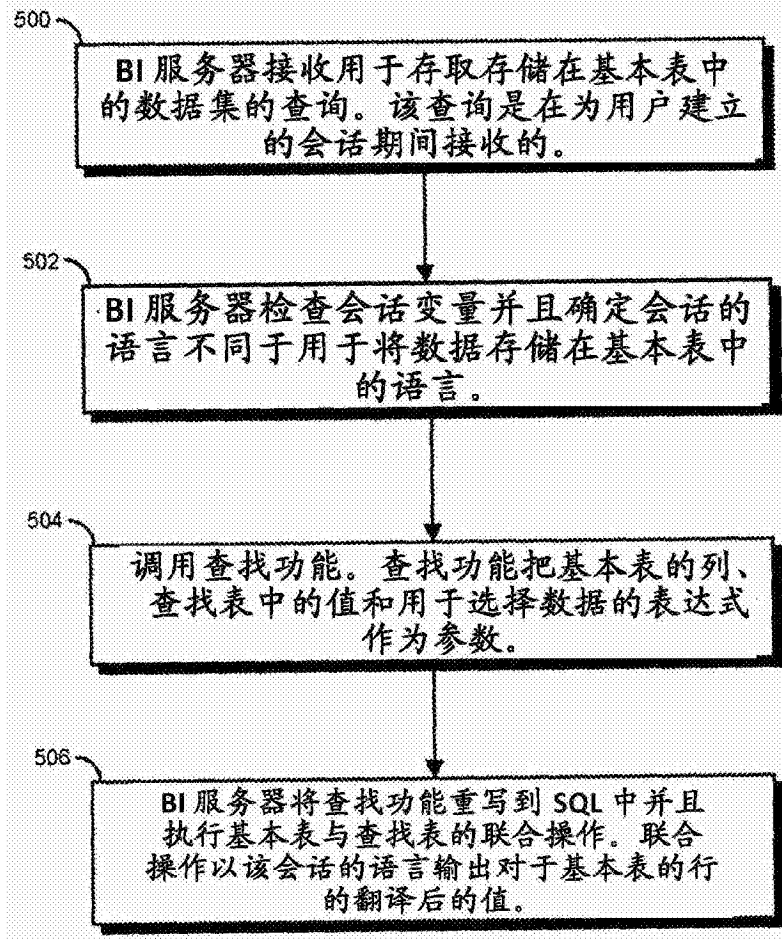 500
BI 服务器接收用于存取存储在基本表中
的数据集的查询。该查询是在为用户建立
的会话期间接收的。
502
BI 服务器检查会话变量并且确定会话的
语言不同于用于将数据存储在基本表中
的语言。
504
调用查找功能。查找功能把基本表的列、
查找表中的值和用于选择数据的表达式
作为参数。
506
BI 服务器将查找功能重写到 SQL 中并且
执行基本表与查找表的联合操作。联合
操作以该会话的语言输出对于基本表的行
的翻译后的值。